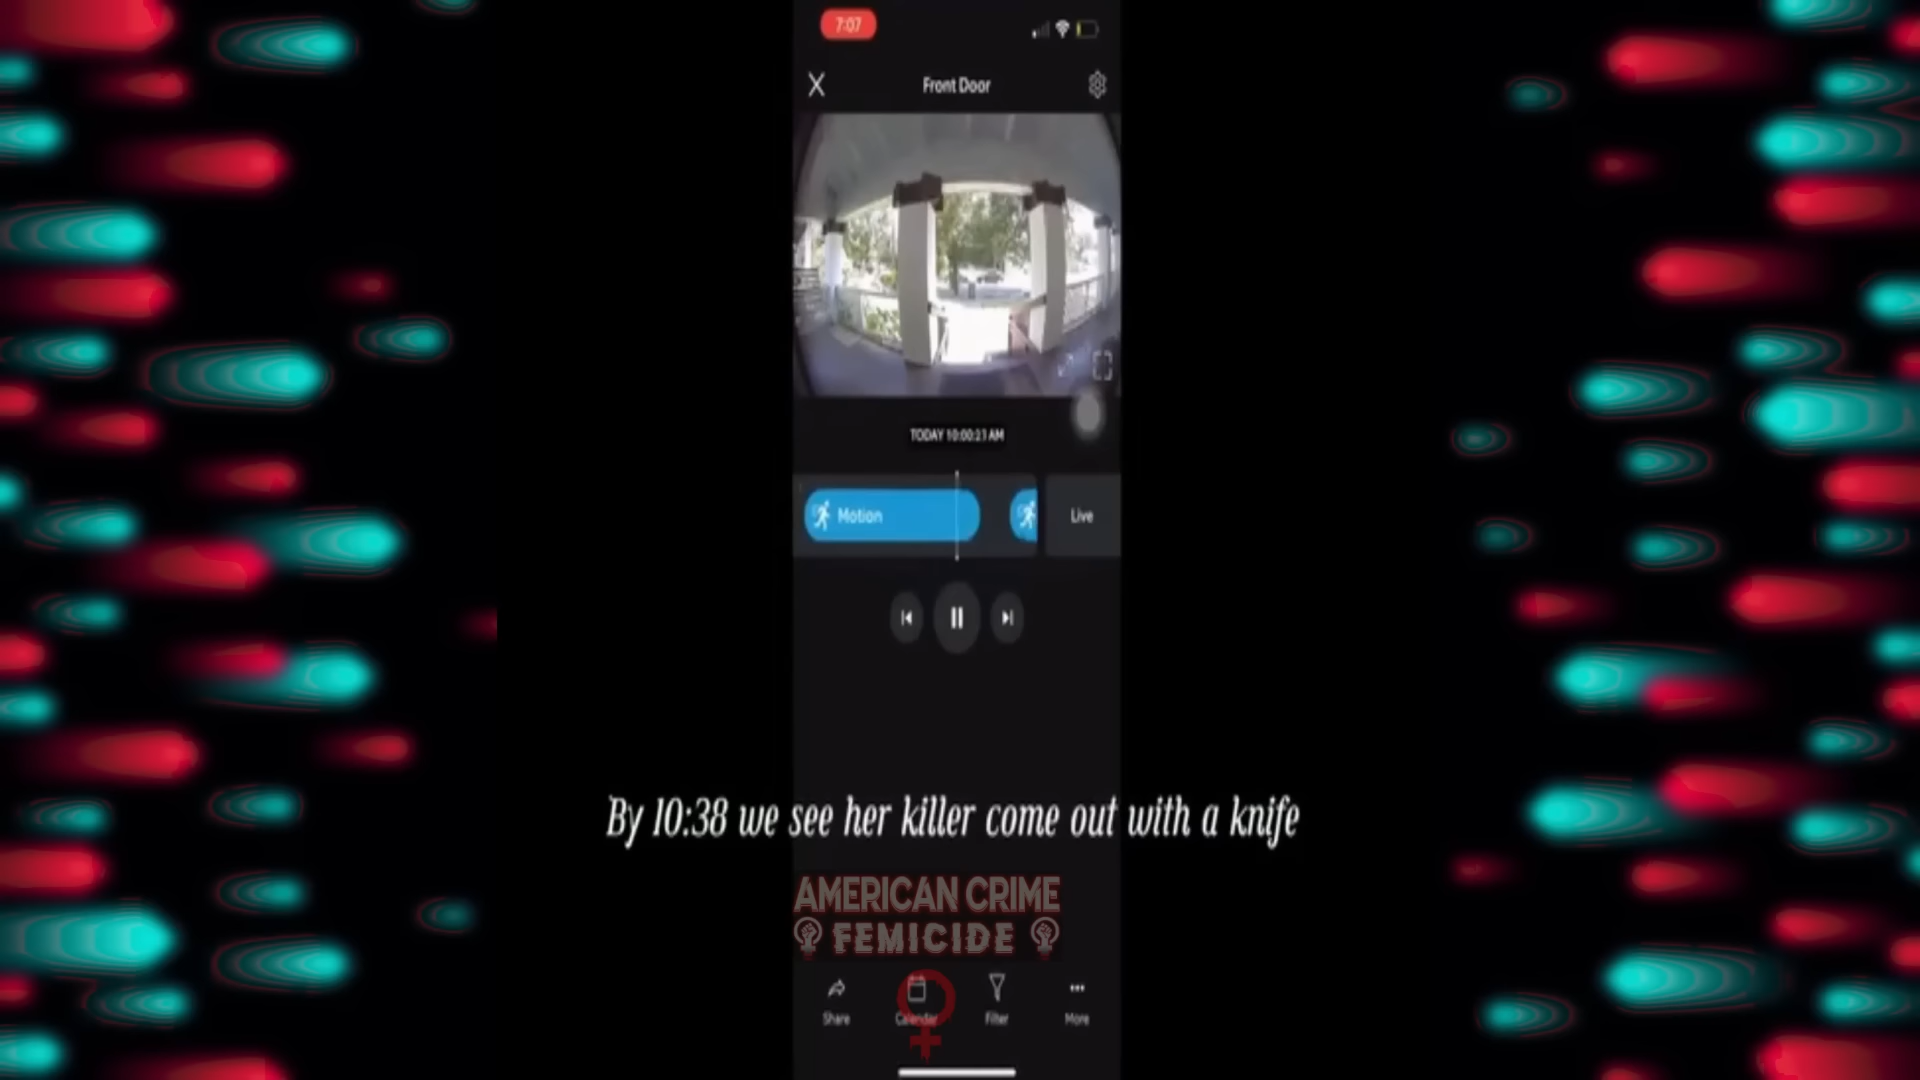 7:07
Front Door
TODAY 10:00:21 AM
Motion
Live
By 10:38 we see her killer come out with a knife
AMERICAN CRIME
FEMICIDE
Share
Calendar
Filter
More